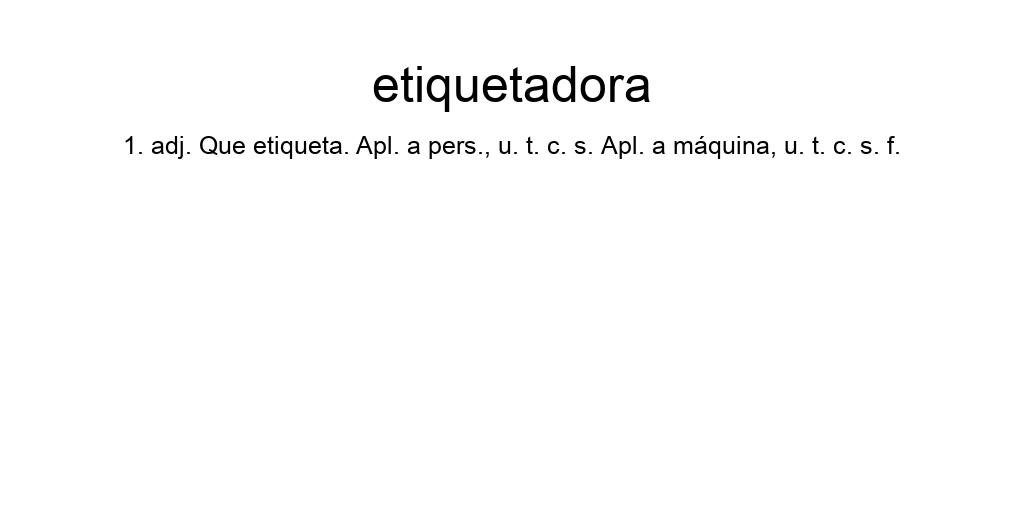 etiquetadora
1. adj. Que etiqueta. Apl. a pers., u. t. c. s. Apl. a máquina, u. t. c. s. f.